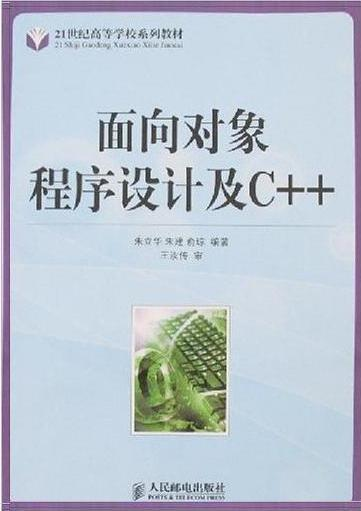 21世纪高等学校系列教材
21 Shiji Gaodeng Xuexiao Xilie Jiaocai
面向对象
程序设计及C++
朱立华 朱建 俞琼 编著
王汝传 审
人民邮电出版社
POSTS & TELECOM PRESS